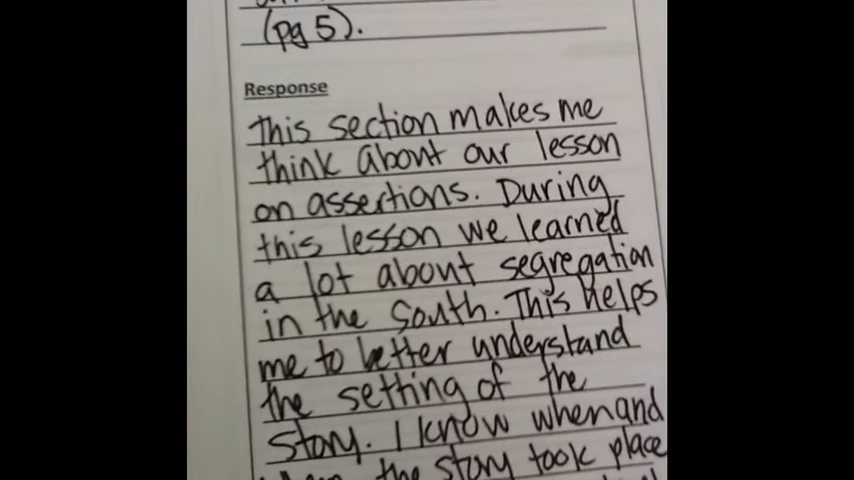 (pg 5).
Response
This section makes me
think about our lesson
on assertions. During
this lesson we learned
a lot about segregation
in the South. This helps
me to better understand
the setting of the
story. I know when and
the story took place